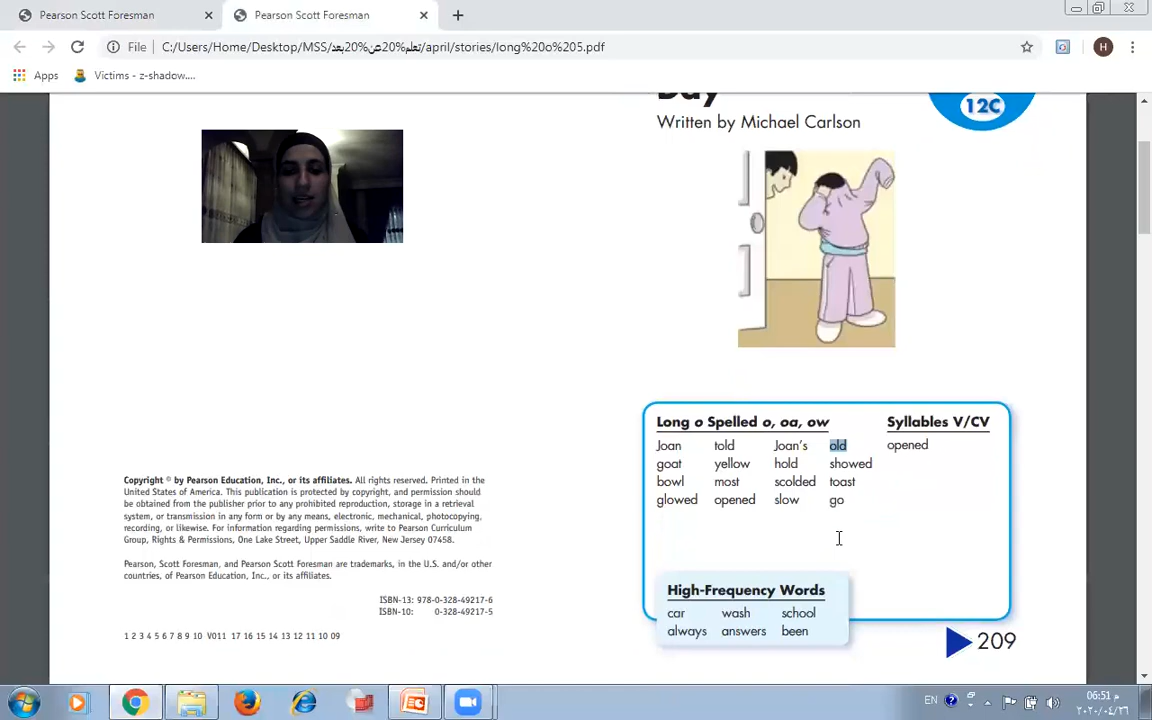 Pearson Scott Foresman
Pearson Scott Foresman
File
C:/Users/Home/Desktop/MSS/تعلم%20عن%20بعد/april/stories/long%20o%205.pdf
H
Apps
Victims - z-shadow....
Day
Written by Michael Carlson
12C
Long o Spelled o, oa, ow
Syllables V/CV
Joan told Joan's old opened
goat yellow hold showed
bowl most scolded toast
glowed opened slow go
High-Frequency Words
car wash school
always answers been
209
Copyright © by Pearson Education, Inc., or its affiliates. All rights reserved. Printed in the
United States of America. This publication is protected by copyright, and permission should
be obtained from the publisher prior to any prohibited reproduction, storage in a retrieval
system, or transmission in any form or by any means, electronic, mechanical, photocopying,
recording, or likewise. For information regarding permissions, write to Pearson Curriculum
Group, Rights & Permissions, One Lake Street, Upper Saddle River, New Jersey 07458.
Pearson, Scott Foresman, and Pearson Scott Foresman are trademarks, in the U.S. and/or other
countries, of Pearson Education, Inc., or its affiliates.
ISBN-13: 978-0-328-49217-6
ISBN-10: 0-328-49217-5
1 2 3 4 5 6 7 8 9 10 V011 17 16 15 14 13 12 11 10 09
EN
06:51 م
٢٠٢٠/٠٤/٢٦